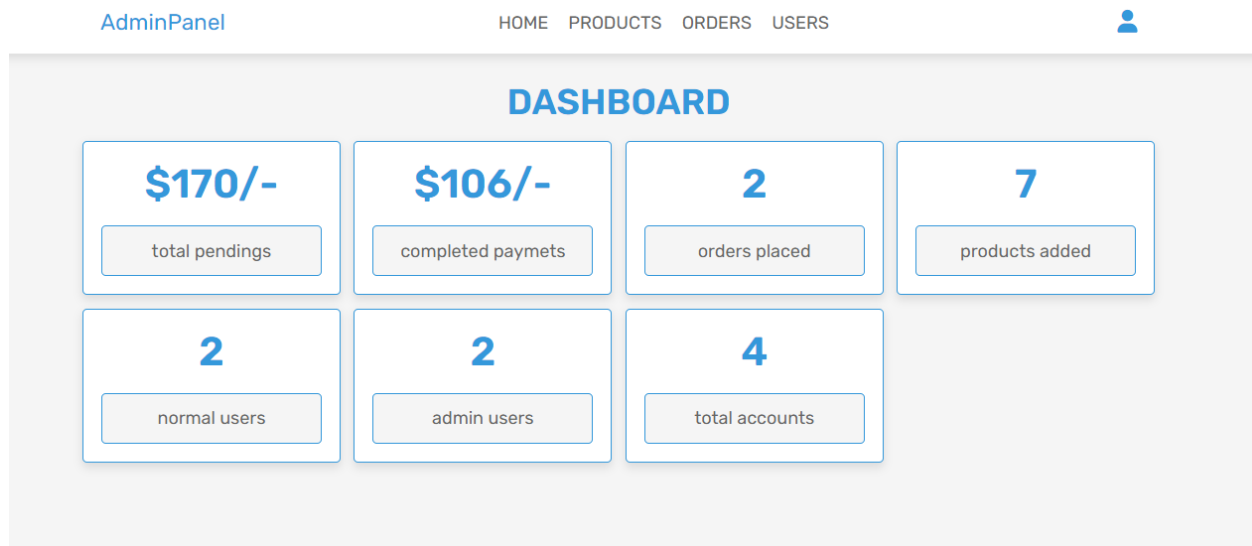 AdminPanel HOME PRODUCTS ORDERS USERS
DASHBOARD
$170/- $106/- 2 7
total pendings completed paymets orders placed products added
2 2 4
normal users admin users total accounts